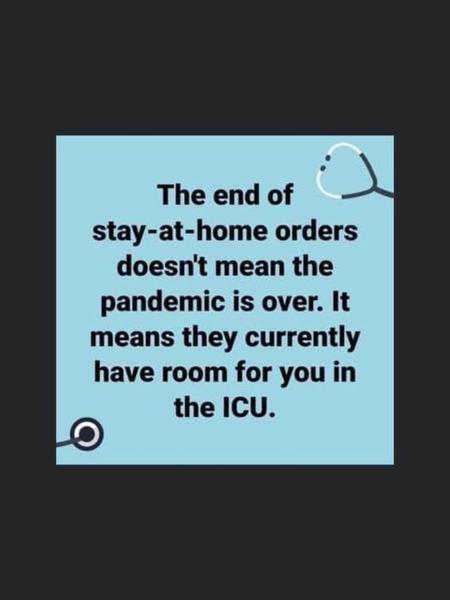 The end of
stay-at-home orders
doesn't mean the
pandemic is over. It
means they currently
have room for you in
the ICU.